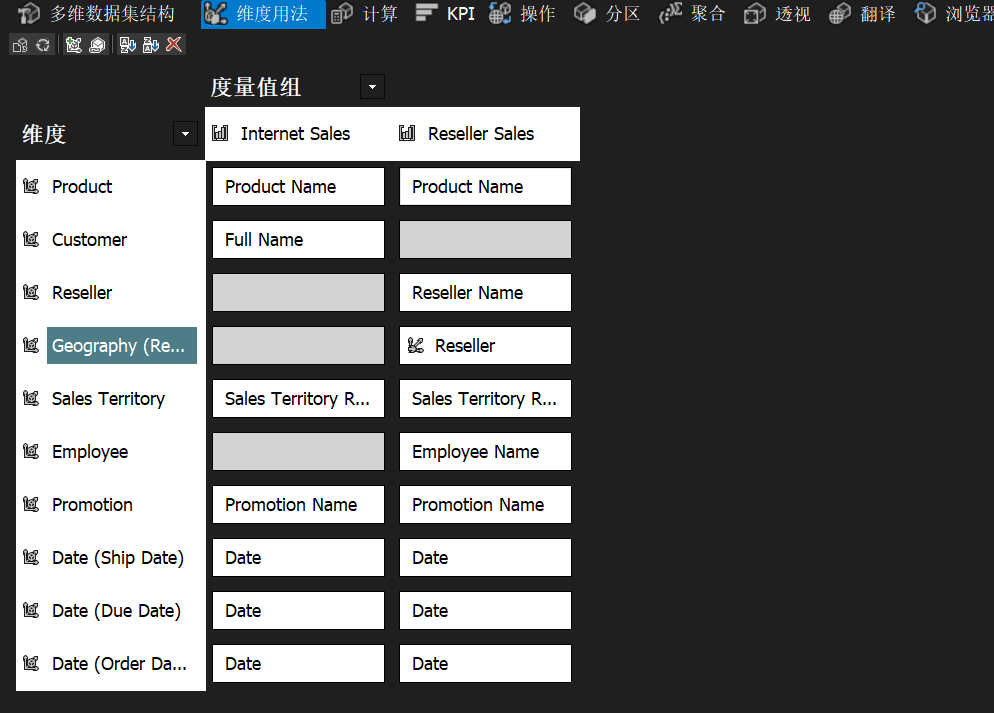 多维数据集结构 维度用法 计算 KPI 操作 分区 聚合 透视 翻译 浏览器
度量值组
维度 Internet Sales Reseller Sales
Product Product Name Product Name
Customer Full Name
Reseller Reseller Name
Geography (Re... Reseller
Sales Territory Sales Territory R... Sales Territory R...
Employee Employee Name
Promotion Promotion Name Promotion Name
Date (Ship Date) Date Date
Date (Due Date) Date Date
Date (Order Da... Date Date